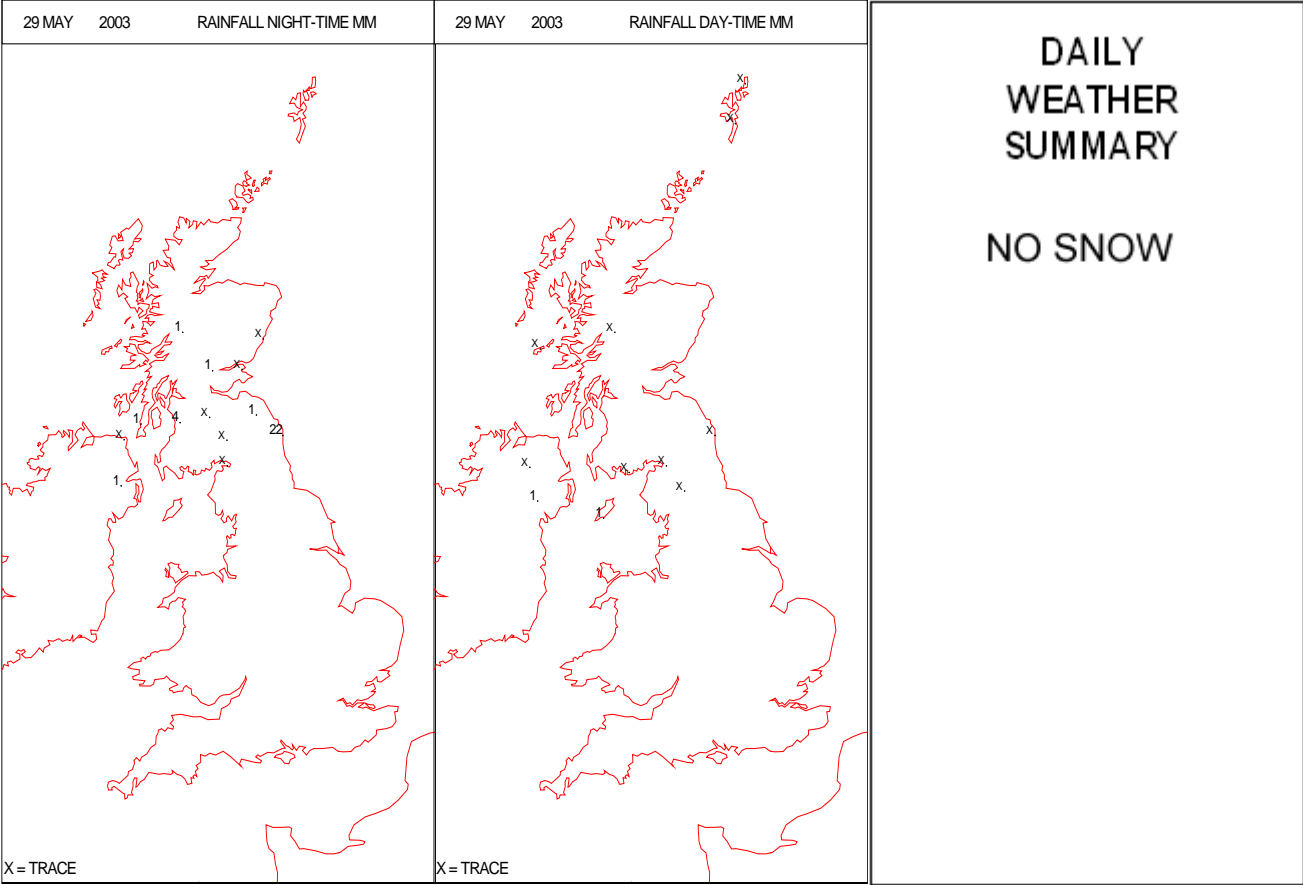 29 MAY 2003 RAINFALL NIGHT-TIME MM
1.
X.
1.
X.
1.
4.
X.
1.
22.
X.
X.
X.
1.
X = TRACE
29 MAY 2003 RAINFALL DAY-TIME MM
X.
X.
X.
X.
X.
X.
X.
X.
X.
1.
1.
X = TRACE
DAILY
WEATHER
SUMMARY
NO SNOW